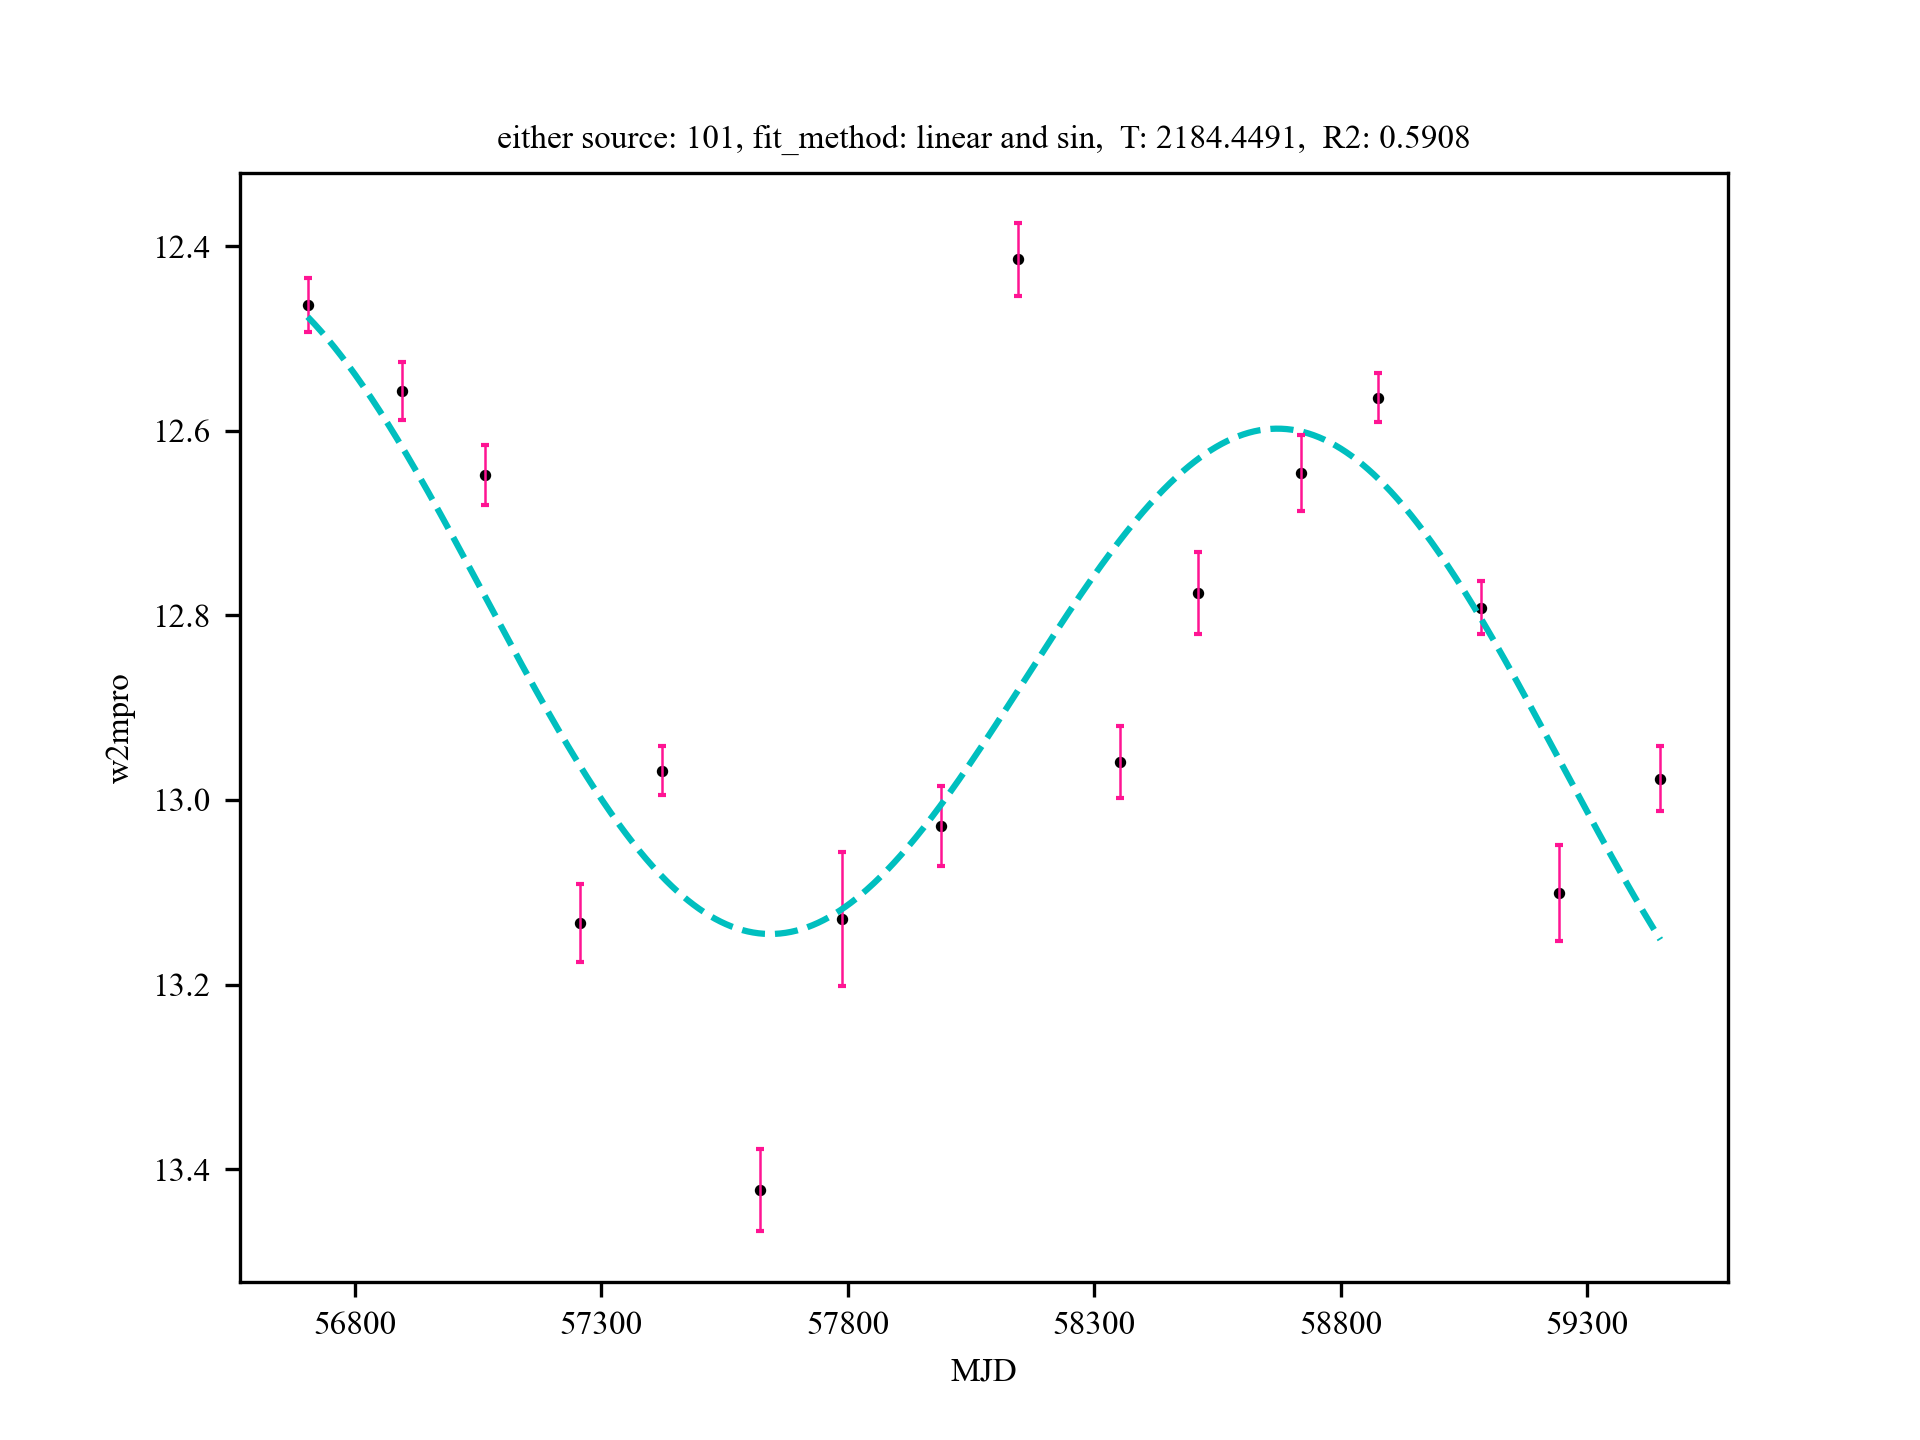 either source: 101, fit_method: linear and sin,  T: 2184.4491,  R2: 0.5908
12.4
12.6
12.8
13.0
13.2
13.4
w2mpro
56800 57300 57800 58300 58800 59300
MJD